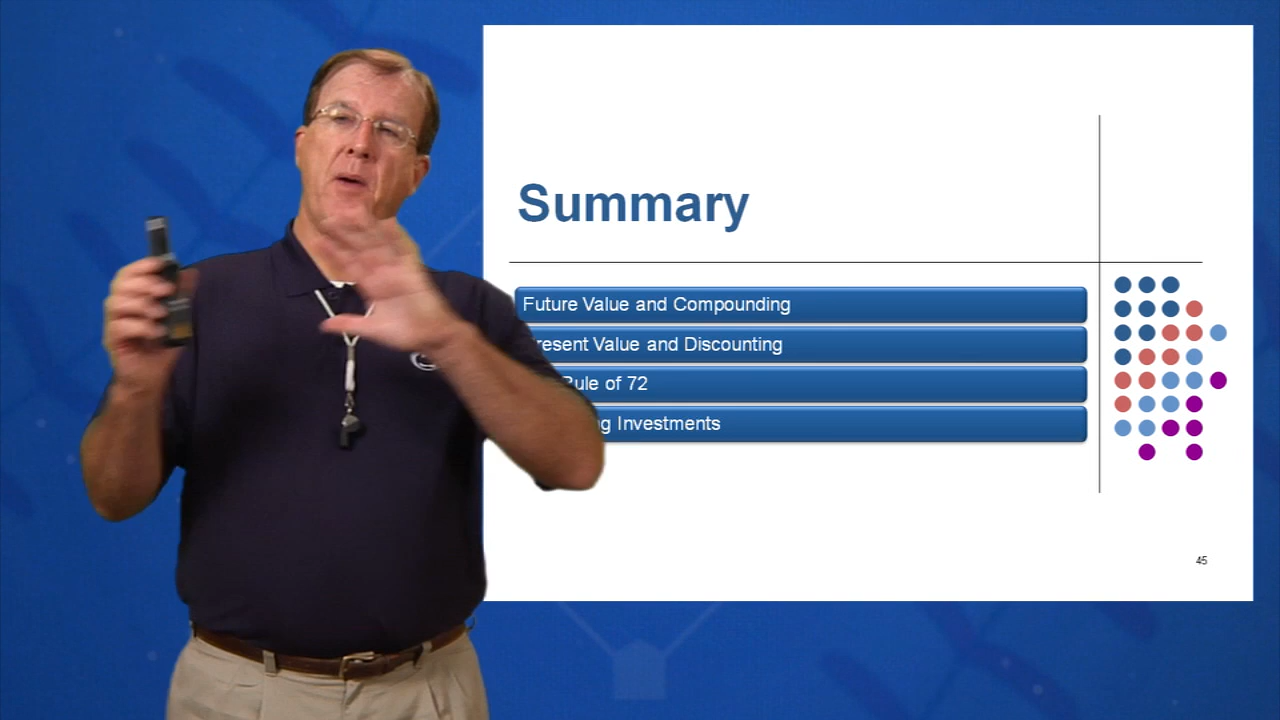 Summary
Future Value and Compounding
resent Value and Discounting
Rule of 72
g Investments
45